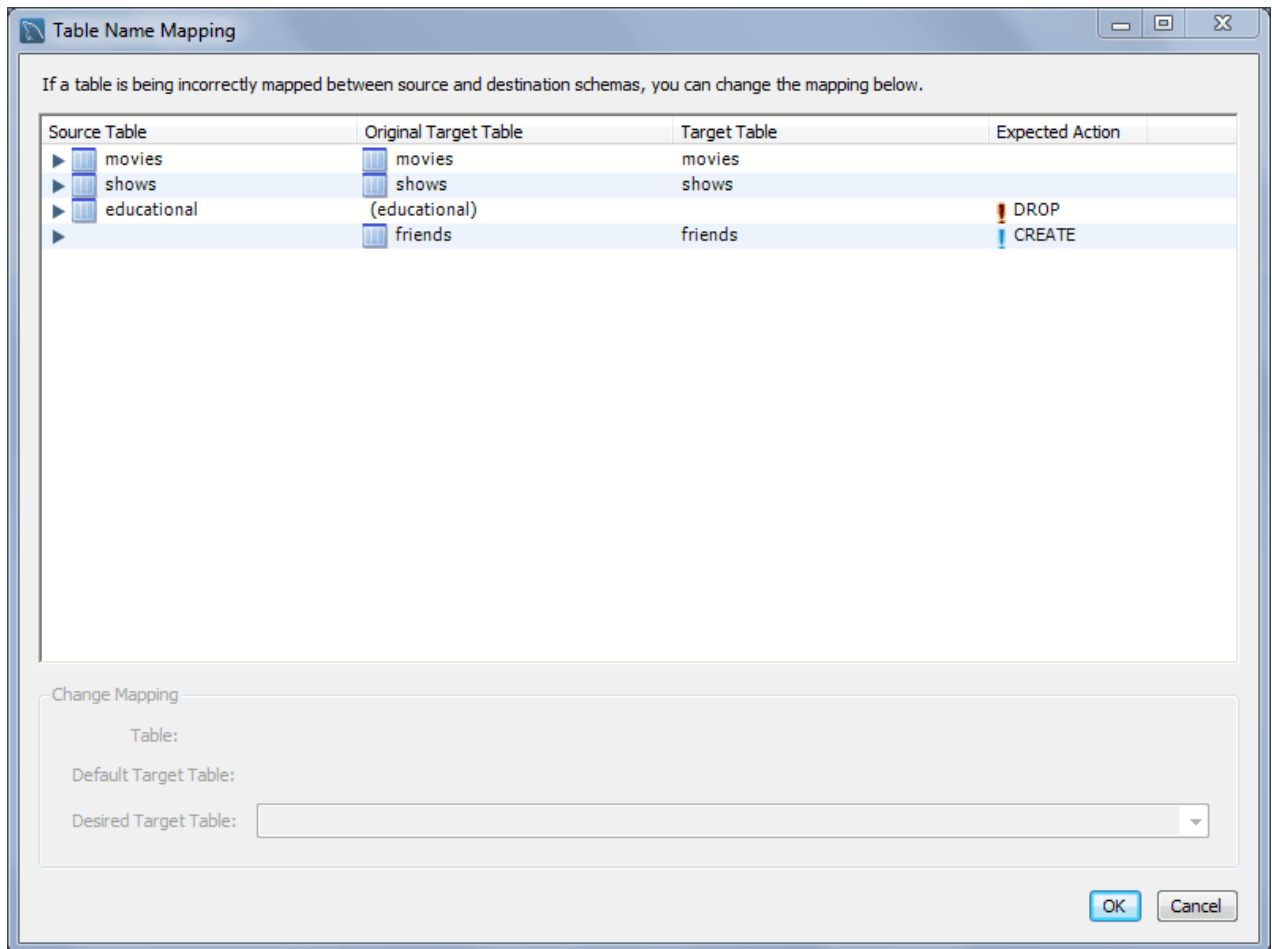 Table Name Mapping
If a table is being incorrectly mapped between source and destination schemas, you can change the mapping below.
Source Table Original Target Table Target Table Expected Action
movies movies movies
shows shows shows
educational (educational) DROP
friends friends CREATE
Change Mapping
Table:
Default Target Table:
Desired Target Table:
OK Cancel